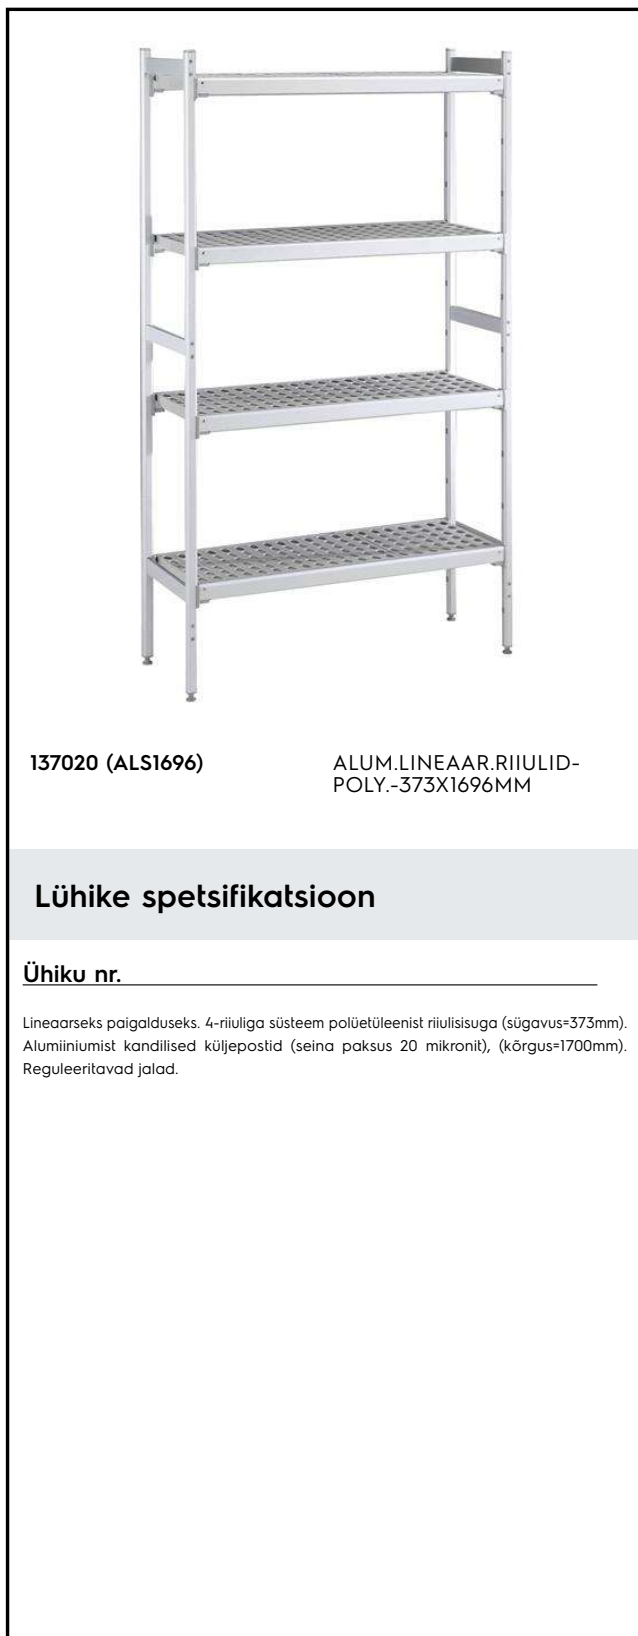 137020 (ALS1696)
ALUM.LINEAAR.RIIULID-
POLY.-373X1696MM
Lühike spetsifikatsioon
Ühiku nr.
Lineaarseks paigalduseks. 4-riiuliga süsteem polüetüleenist riiulisisuga (sügavus=373mm).
Alumiiniumist kandilised küljepostid (seina paksus 20 mikronit), (kõrgus=1700mm).
Reguleeritavad jalad.